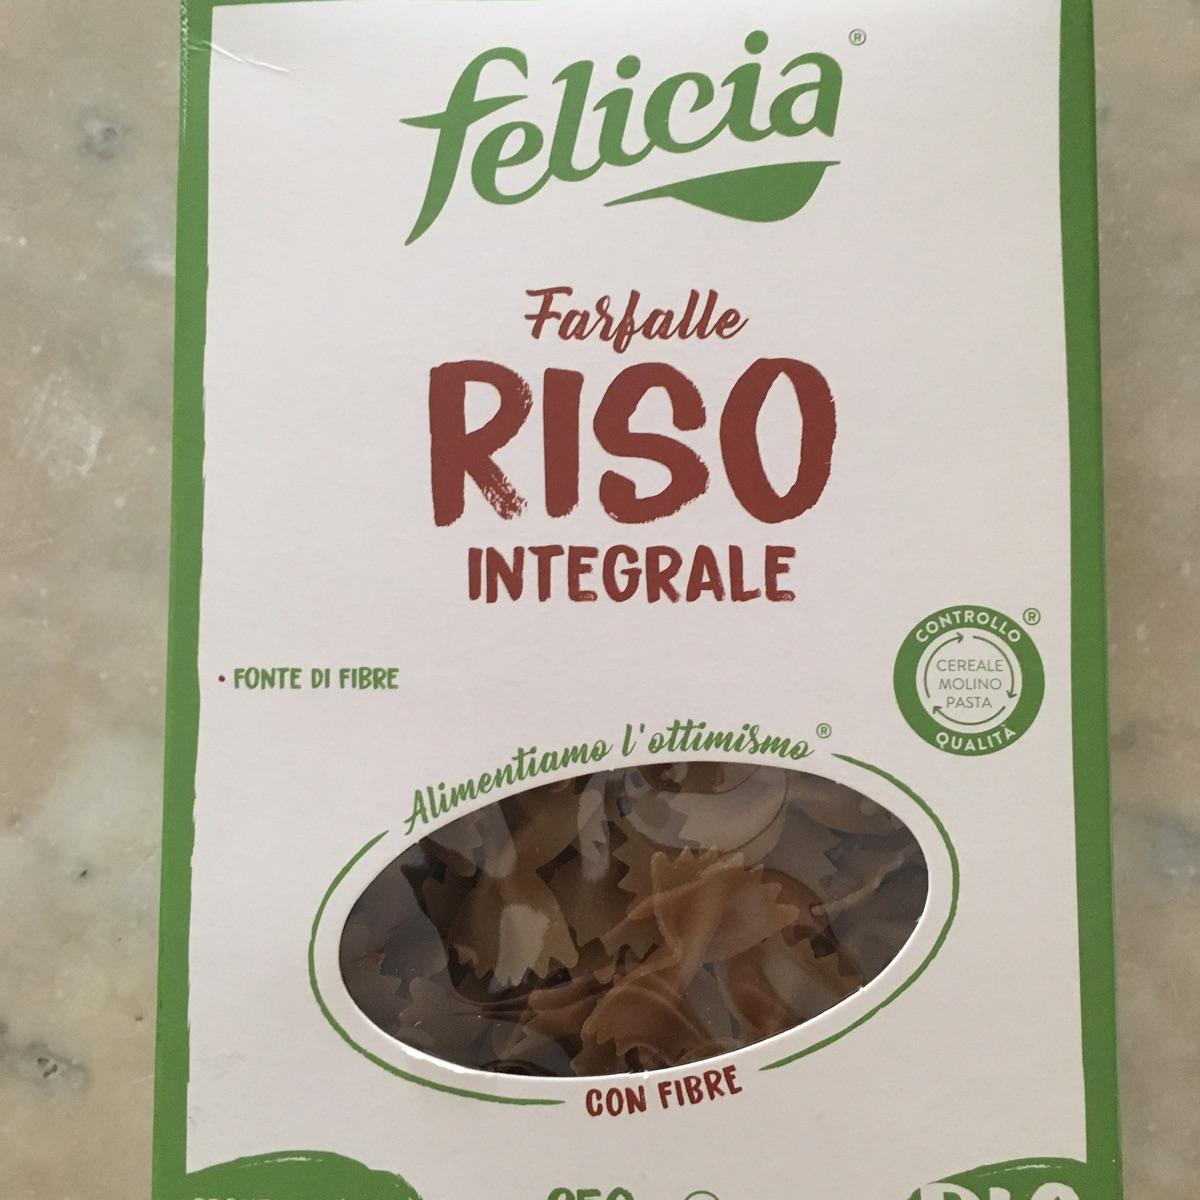 felicia®
Farfalle
RISO
INTEGRALE
CONTROLLO ®
CEREALE
MOLINO
PASTA
QUALITÀ
• FONTE DI FIBRE
Alimentiamo l'ottimismo®
CON FIBRE